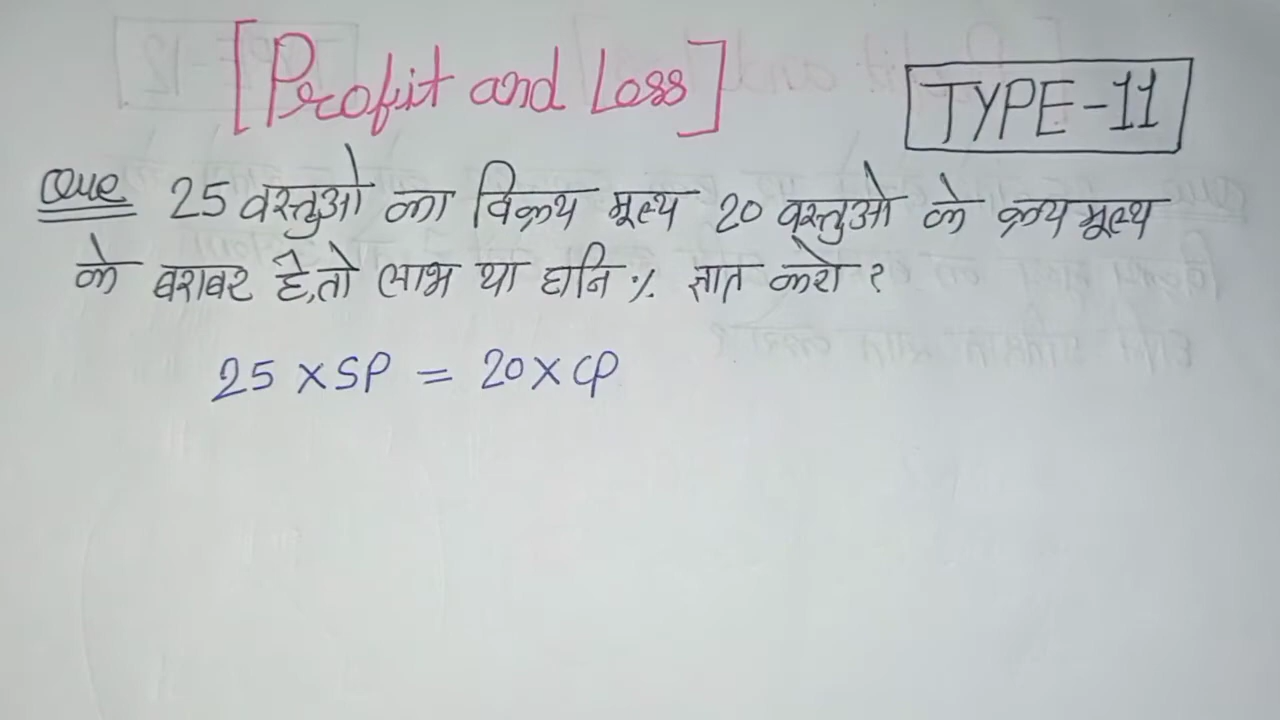 [Profit and Loss]
TYPE-11
Que 25 वस्तुओ का विक्रय मूल्य 20 वस्तुओ के क्रय मूल्य
के बराबर है, तो लाभ या हानि % ज्ञात करो ?
25 × SP = 20 × CP